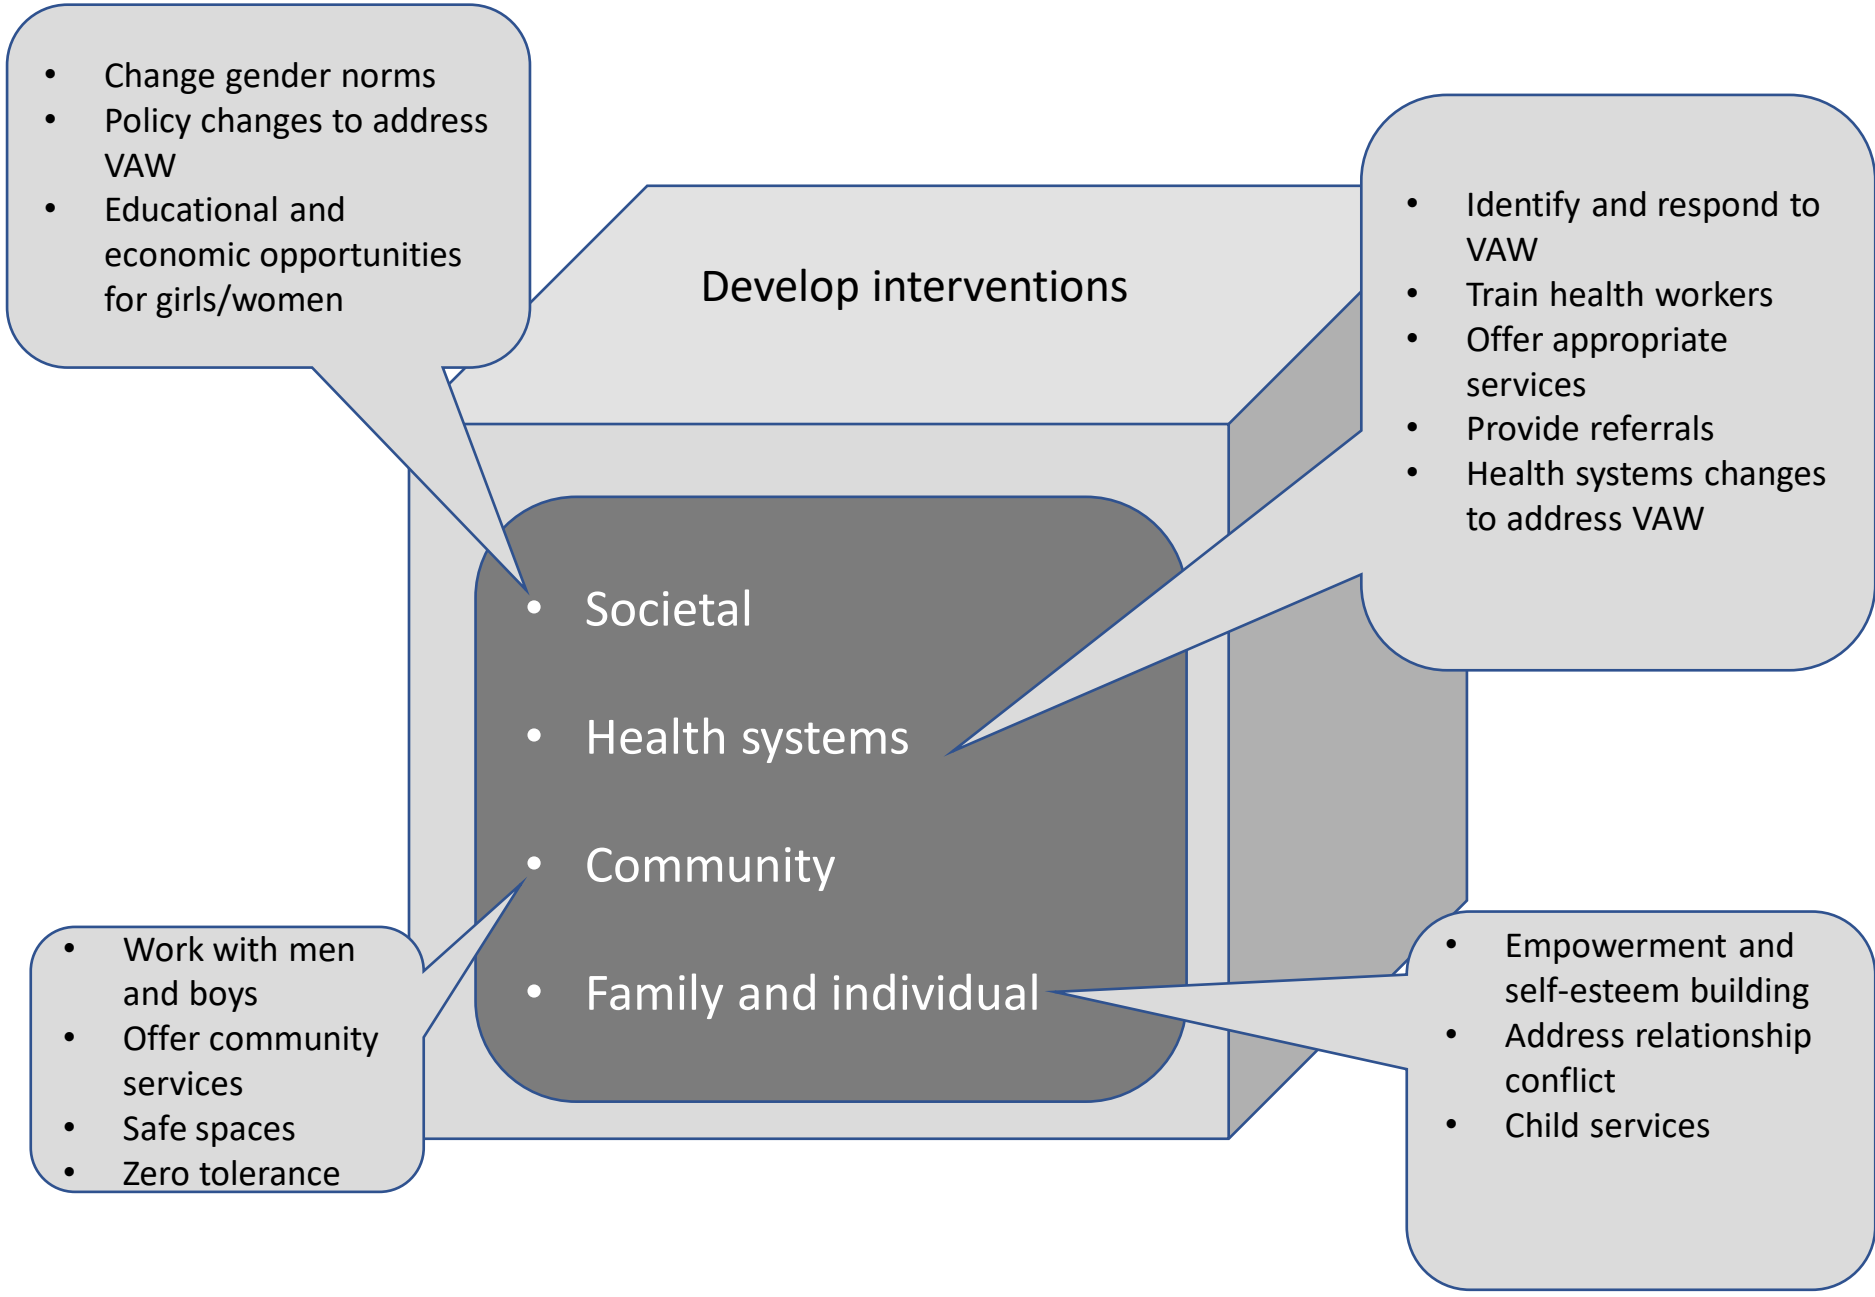 • Change gender norms
• Policy changes to address
VAW
• Educational and
economic opportunities
for girls/women
Develop interventions
• Identify and respond to
VAW
• Train health workers
• Offer appropriate
services
• Provide referrals
• Health systems changes
to address VAW
• Societal
• Health systems
• Community
• Family and individual
• Work with men
and boys
• Offer community
services
• Safe spaces
• Zero tolerance
• Empowerment and
self-esteem building
• Address relationship
conflict
• Child services